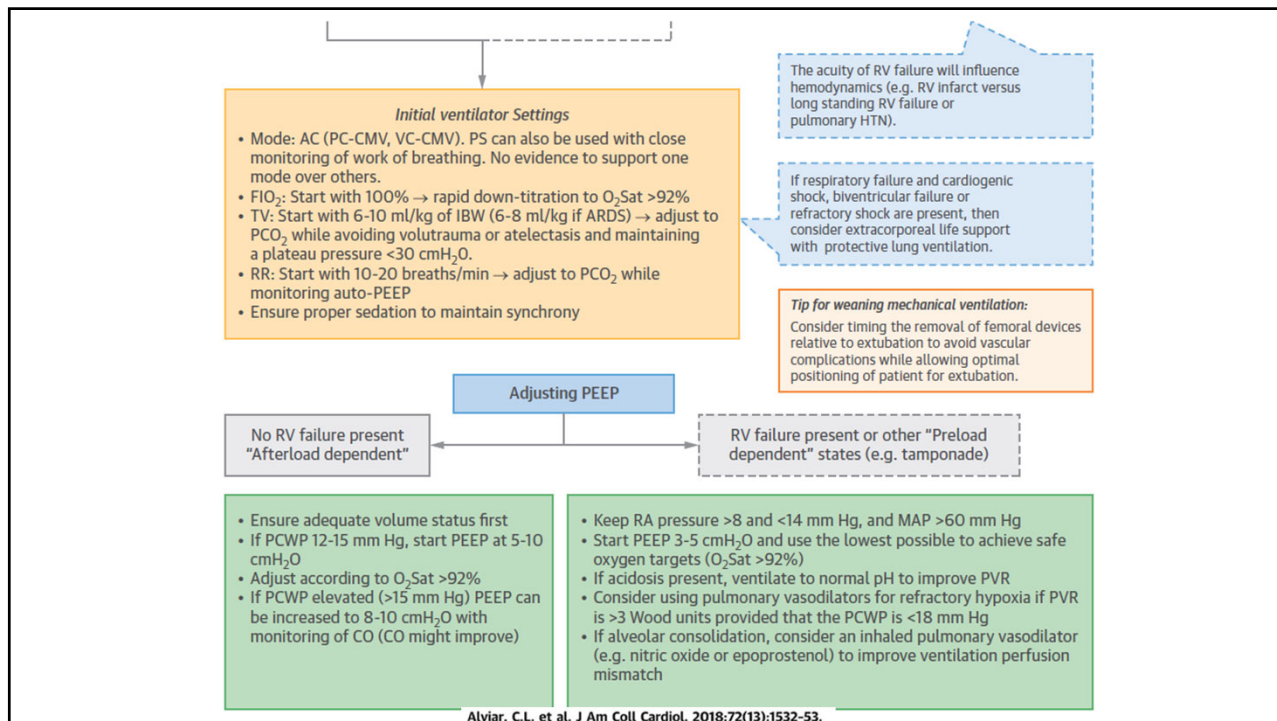 The acuity of RV failure will influence
hemodynamics (e.g. RV infarct versus
long standing RV failure or
pulmonary HTN).
Initial ventilator Settings
• Mode: AC (PC-CMV, VC-CMV). PS can also be used with close
monitoring of work of breathing. No evidence to support one
mode over others.
• FIO₂: Start with 100% → rapid down-titration to O₂Sat >92%
• TV: Start with 6-10 ml/kg of IBW (6-8 ml/kg if ARDS) → adjust to
PCO₂ while avoiding volutrauma or atelectasis and maintaining
a plateau pressure <30 cmH₂O.
• RR: Start with 10-20 breaths/min → adjust to PCO₂ while
monitoring auto-PEEP
• Ensure proper sedation to maintain synchrony
If respiratory failure and cardiogenic
shock, biventricular failure or
refractory shock are present, then
consider extracorporeal life support
with protective lung ventilation.
Tip for weaning mechanical ventilation:
Consider timing the removal of femoral devices
relative to extubation to avoid vascular
complications while allowing optimal
positioning of patient for extubation.
Adjusting PEEP
No RV failure present
“Afterload dependent”
RV failure present or other “Preload
dependent” states (e.g. tamponade)
• Ensure adequate volume status first
• If PCWP 12-15 mm Hg, start PEEP at 5-10
cmH₂O
• Adjust according to O₂Sat >92%
• If PCWP elevated (>15 mm Hg) PEEP can
be increased to 8-10 cmH₂O with
monitoring of CO (CO might improve)
• Keep RA pressure >8 and <14 mm Hg, and MAP >60 mm Hg
• Start PEEP 3-5 cmH₂O and use the lowest possible to achieve safe
oxygen targets (O₂Sat >92%)
• If acidosis present, ventilate to normal pH to improve PVR
• Consider using pulmonary vasodilators for refractory hypoxia if PVR
is >3 Wood units provided that the PCWP is <18 mm Hg
• If alveolar consolidation, consider an inhaled pulmonary vasodilator
(e.g. nitric oxide or epoprostenol) to improve ventilation perfusion
mismatch
Alviar, C.L. et al. J Am Coll Cardiol. 2018;72(13):1532-53.